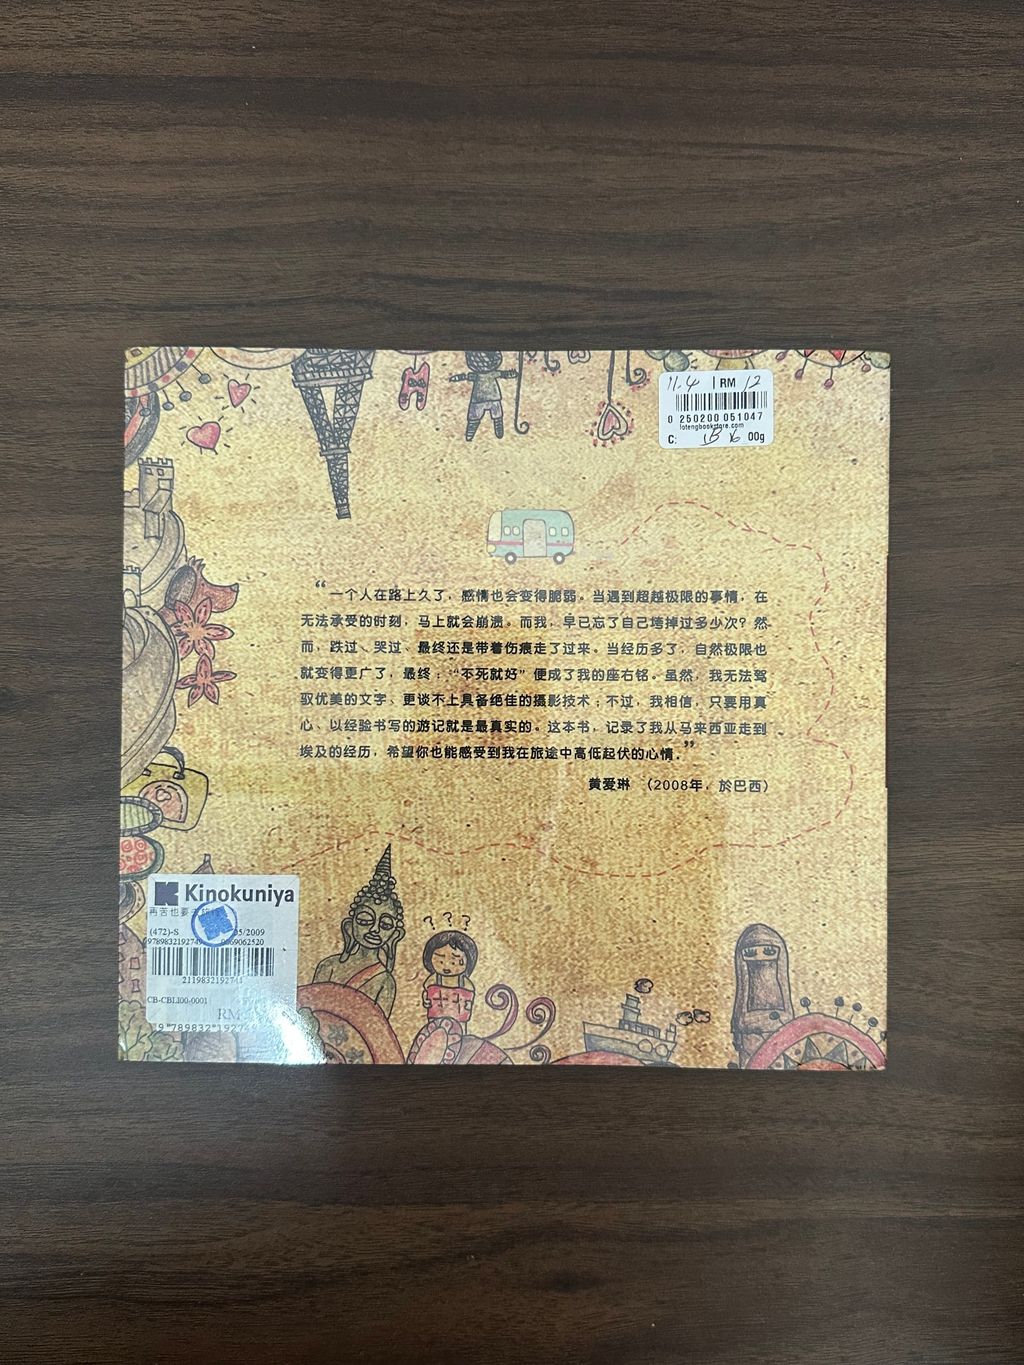 11.4 | RM 12
0 250200 051047
lotengbookstore.com
C: 00g
“一个人在路上久了，感情也会变得脆弱。当遇到超越极限的事情，在
无法承受的时刻，马上就会崩溃。而我，早已忘了自己垮掉过多少次？然
而，跌过、哭过、最终还是带着伤痕走了过来。当经历多了，自然极限也
就变得更广了，最终：“不死就好”便成了我的座右铭。虽然，我无法驾
驭优美的文字、更谈不上具备绝佳的摄影技术；不过，我相信，只要用真
心、以经验书写的游记就是最真实的。这本书，记录了我从马来西亚走到
埃及的经历，希望你也能感受到我在旅途中高低起伏的心情．”
黄爱琳 （2008年，於巴西）
Kinokuniya
再苦也要去旅行
(472)-S 05/2009
2119832192743
CB-CBLI00-0001
RM
? ? ?